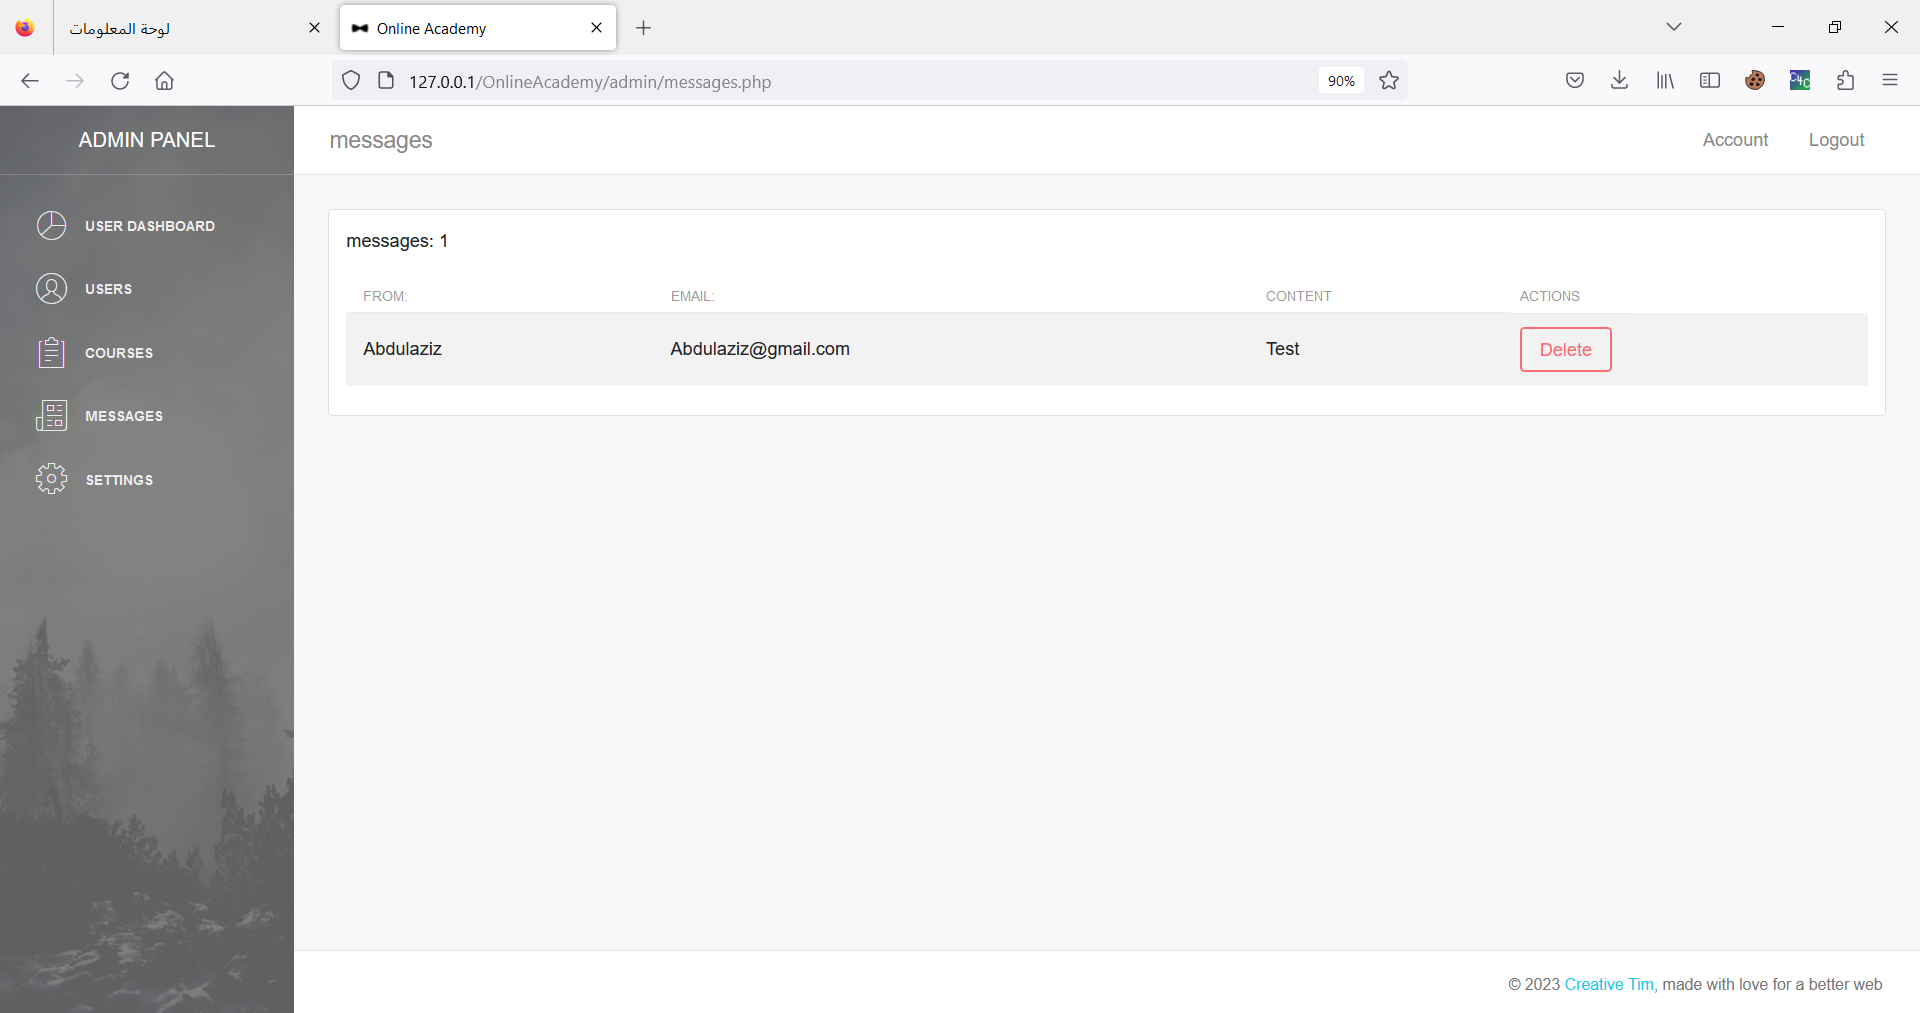 لوحة المعلومات
Online Academy
127.0.0.1/OnlineAcademy/admin/messages.php
90%
C4C
ADMIN PANEL
messages
Account
Logout
USER DASHBOARD
USERS
COURSES
MESSAGES
SETTINGS
messages: 1
FROM: EMAIL: CONTENT ACTIONS
Abdulaziz Abdulaziz@gmail.com Test Delete
© 2023 Creative Tim, made with love for a better web